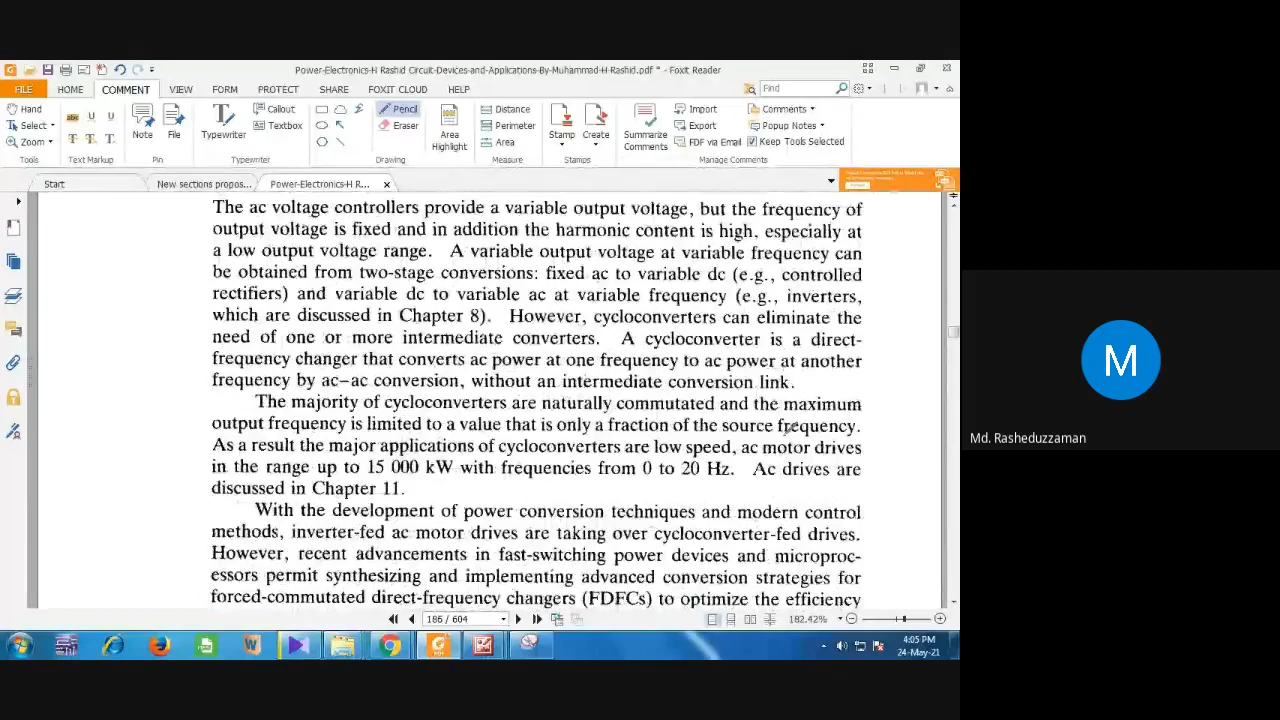 Power-Electronics-H Rashid Circuit-Devices-and-Applications-By-Muhammad-H-Rashid.pdf * - Foxit Reader
FILE HOME COMMENT VIEW FORM PROTECT SHARE FOXIT CLOUD HELP Find
Hand Callout Pencil Distance Import Comments
Select Note File Typewriter Textbox Eraser Area Highlight Perimeter Stamp Create Summarize Comments Export Popup Notes
Zoom Area FDF via Email Keep Tools Selected
Tools Text Markup Pin Typewriter Drawing Measure Stamps Manage Comments
Start New sections propos... Power-Electronics-H R...
The ac voltage controllers provide a variable output voltage, but the frequency of
output voltage is fixed and in addition the harmonic content is high, especially at
a low output voltage range. A variable output voltage at variable frequency can
be obtained from two-stage conversions: fixed ac to variable dc (e.g., controlled
rectifiers) and variable dc to variable ac at variable frequency (e.g., inverters,
which are discussed in Chapter 8). However, cycloconverters can eliminate the
need of one or more intermediate converters. A cycloconverter is a direct-
frequency changer that converts ac power at one frequency to ac power at another
frequency by ac–ac conversion, without an intermediate conversion link.
The majority of cycloconverters are naturally commutated and the maximum
output frequency is limited to a value that is only a fraction of the source frequency.
As a result the major applications of cycloconverters are low speed, ac motor drives
in the range up to 15 000 kW with frequencies from 0 to 20 Hz. Ac drives are
discussed in Chapter 11.
With the development of power conversion techniques and modern control
methods, inverter-fed ac motor drives are taking over cycloconverter-fed drives.
However, recent advancements in fast-switching power devices and microproc-
essors permit synthesizing and implementing advanced conversion strategies for
forced-commutated direct-frequency changers (FDFCs) to optimize the efficiency
186 / 604 182.42%
4:05 PM
24-May-21
M
Md. Rasheduzzaman